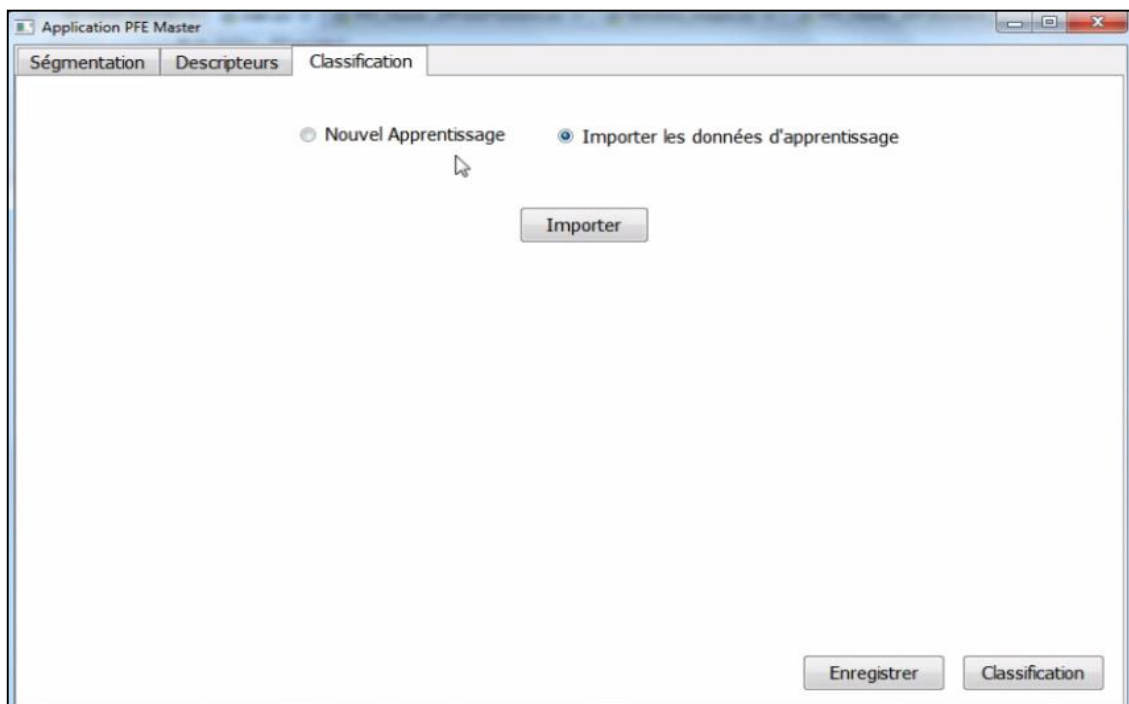 Application PFE Master
Ségmentation Descripteurs Classification
Nouvel Apprentissage Importer les données d'apprentissage
Importer
Enregistrer Classification